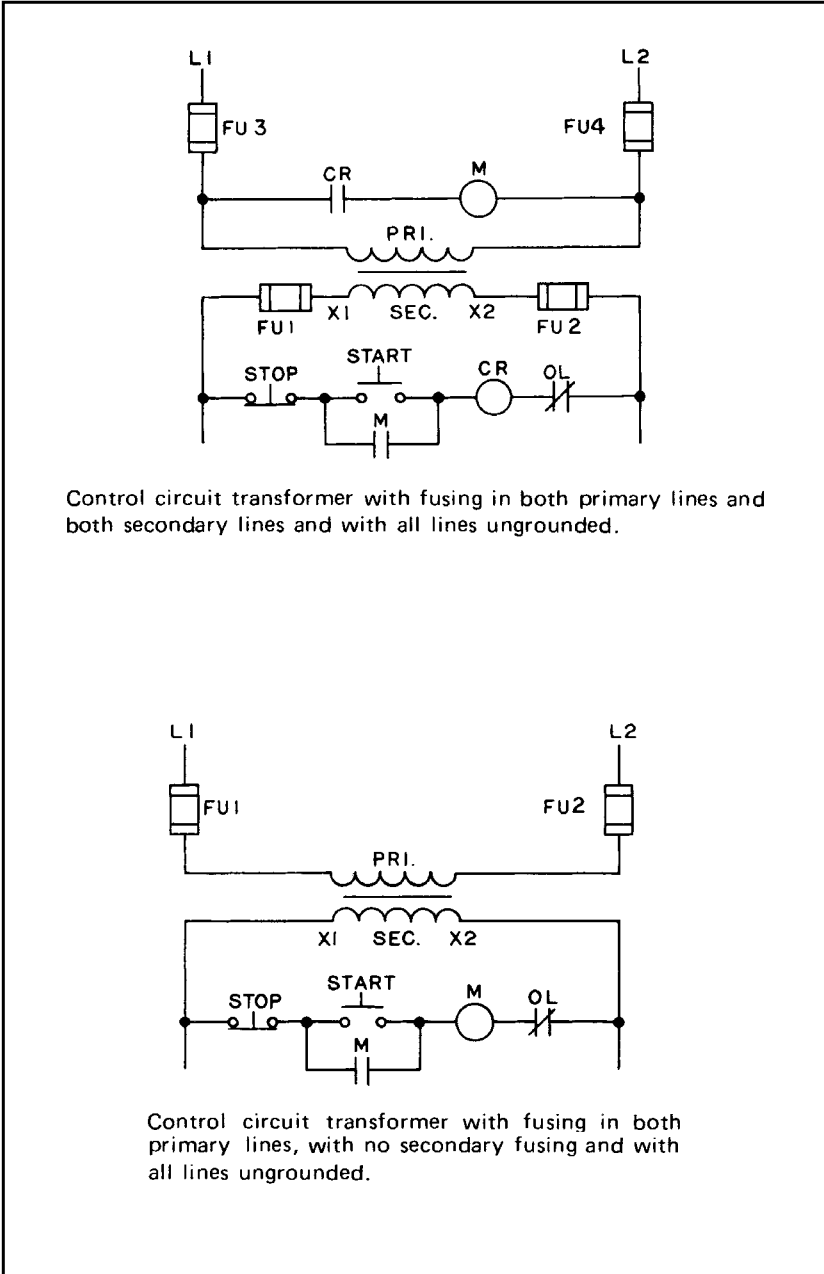 L1 L2
FU 3 FU4
CR M
PRI.
X1 SEC. X2
FU1 FU 2
START
STOP CR OL
M
Control circuit transformer with fusing in both primary lines and
both secondary lines and with all lines ungrounded.
L1 L2
FU1 FU2
PRI.
X1 SEC. X2
START
STOP M OL
M
Control circuit transformer with fusing in both
primary lines, with no secondary fusing and with
all lines ungrounded.